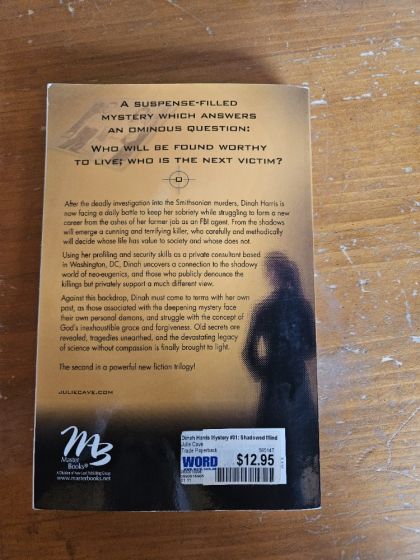 A SUSPENSE-FILLED
MYSTERY WHICH ANSWERS
AN OMINOUS QUESTION:
WHO WILL BE FOUND WORTHY
TO LIVE; WHO IS THE NEXT VICTIM?
After the deadly investigation into the Smithsonian murders, Dinah Harris is
now facing a daily battle to keep her sobriety while struggling to form a new
career from the ashes of her former job as an FBI agent. From the shadows
will emerge a cunning and terrifying killer, who carefully and methodically
will decide whose life has value to society and whose does not.
Using her profiling and security skills as a private consultant based
in Washington, DC, Dinah uncovers a connection to the shadowy
world of neo-eugenics, and those who publicly denounce the
killings but privately support a much different view.
Against this backdrop, Dinah must come to terms with her own
past, as those associated with the deepening mystery face
their own personal demons, and struggle with the concept of
God's inexhaustible grace and forgiveness. Old secrets are
revealed, tragedies unearthed, and the devastating legacy
of science without compassion is finally brought to light.
The second in a powerful new fiction trilogy!
JULIECAVE.COM
MB
Master
Books®
A Division of New Leaf Publishing Group
www.masterbooks.net
Dinah Harris Mystery #01: Shadowed Mind
Julie Cave
Trade Paperback
WORD
$12.95